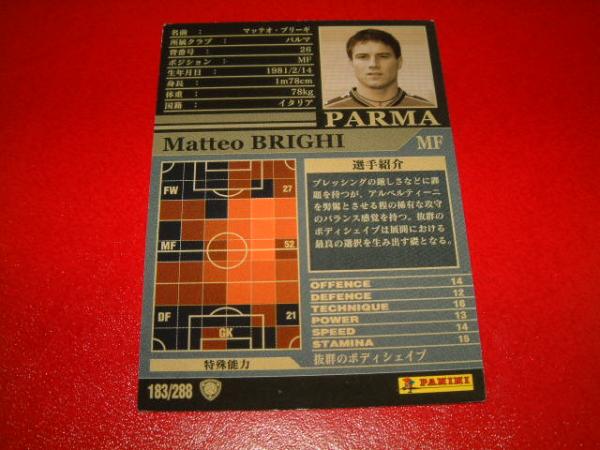 名前 : マッテオ・ブリーギ
所属クラブ : パルマ
背番号 : 26
ポジション : MF
生年月日 : 1981/2/14
身長 : 1m78cm
体重 : 78kg
国籍 : イタリア
PARMA
Matteo BRIGHI
MF
FW 27
MF 52
DF 21
GK
選手紹介
プレッシングの厳しさなどに課
題を持つが、アルベルティーニ
を彷彿とさせる程の稀有な攻守
のバランス感覚を持つ。抜群の
ボディシェイプは展開における
最良の選択を生み出す礎となる。
OFFENCE 14
DEFENCE 12
TECHNIQUE 16
POWER 13
SPEED 14
STAMINA 15
特殊能力
抜群のボディシェイプ
183/288
PANINI